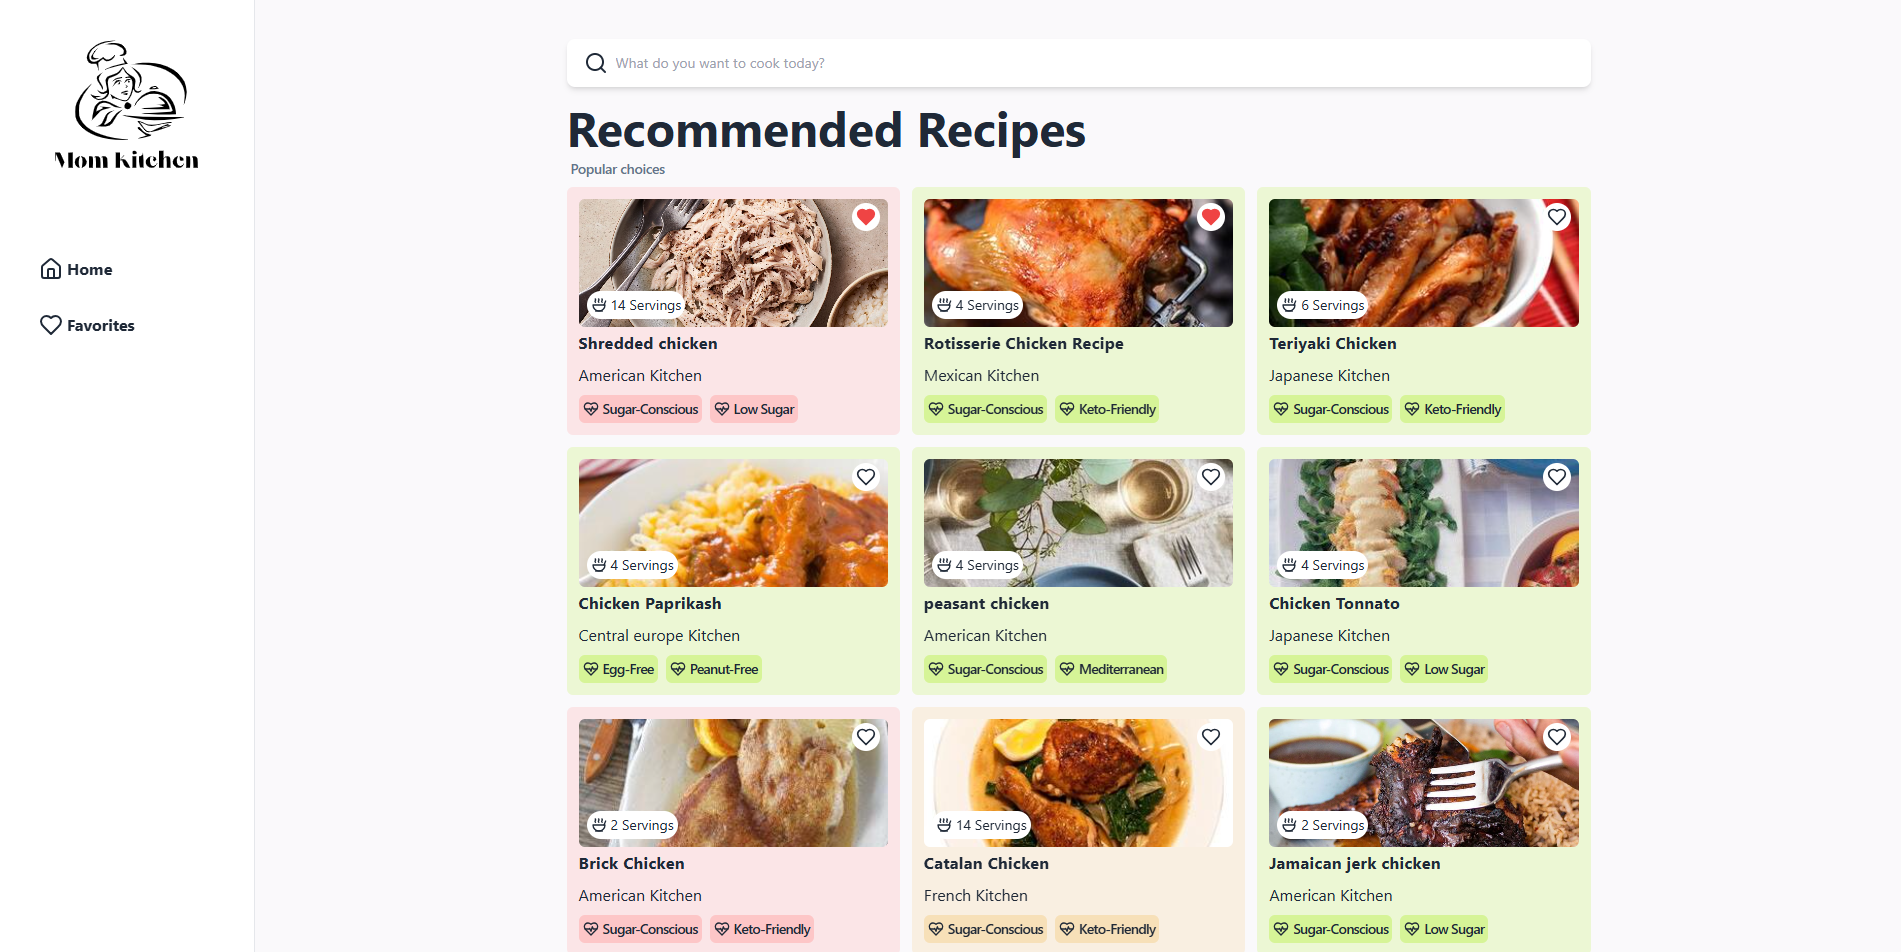 Mom Kitchen
Home
Favorites
What do you want to cook today?
Recommended Recipes
Popular choices
14 Servings
Shredded chicken
American Kitchen
Sugar-Conscious Low Sugar
4 Servings
Rotisserie Chicken Recipe
Mexican Kitchen
Sugar-Conscious Keto-Friendly
6 Servings
Teriyaki Chicken
Japanese Kitchen
Sugar-Conscious Keto-Friendly
4 Servings
Chicken Paprikash
Central europe Kitchen
Egg-Free Peanut-Free
4 Servings
peasant chicken
American Kitchen
Sugar-Conscious Mediterranean
4 Servings
Chicken Tonnato
Japanese Kitchen
Sugar-Conscious Low Sugar
2 Servings
Brick Chicken
American Kitchen
Sugar-Conscious Keto-Friendly
14 Servings
Catalan Chicken
French Kitchen
Sugar-Conscious Keto-Friendly
2 Servings
Jamaican jerk chicken
American Kitchen
Sugar-Conscious Low Sugar